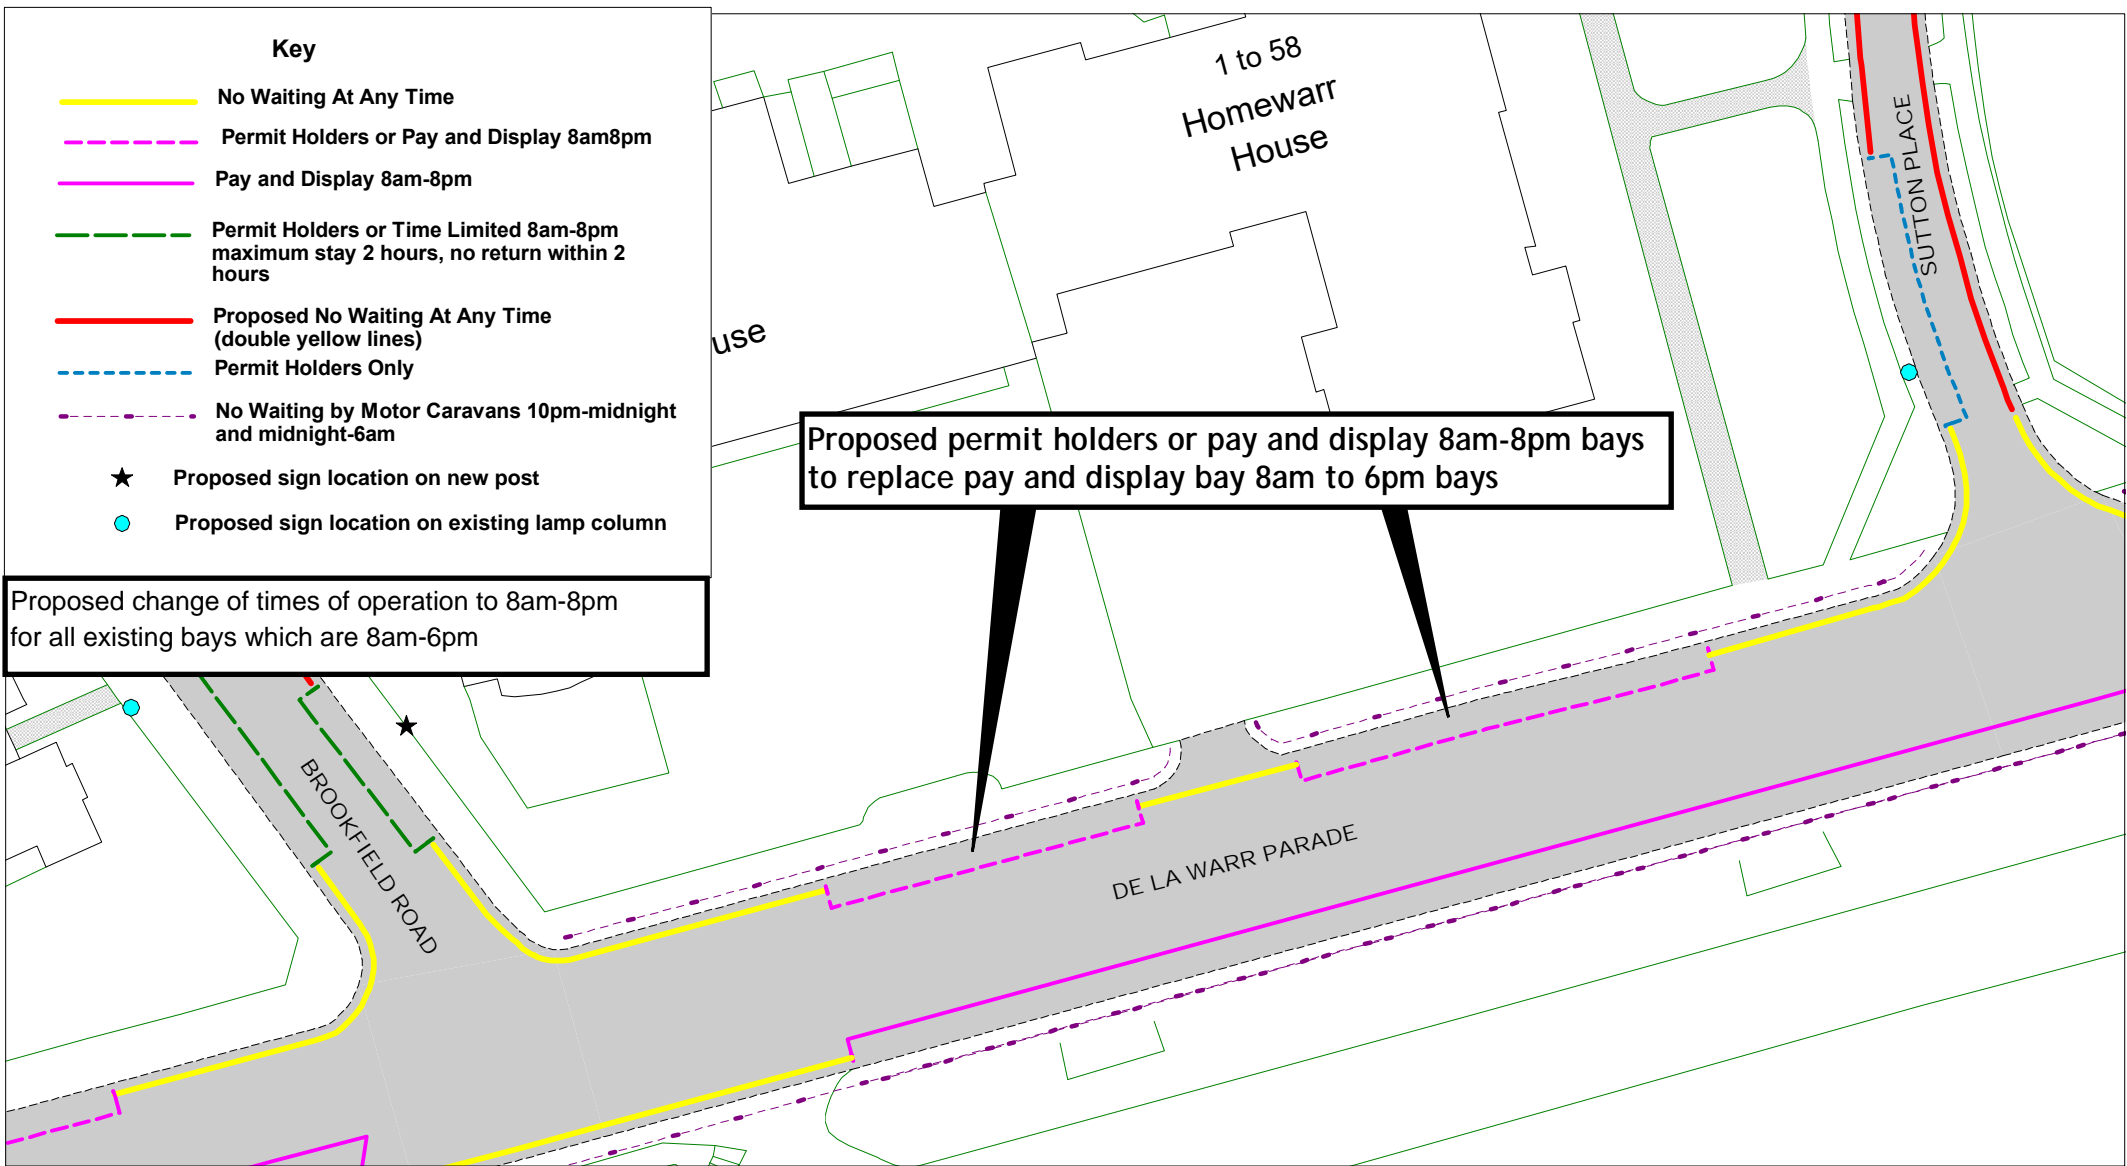 Key
No Waiting At Any Time
Permit Holders or Pay and Display 8am8pm
Pay and Display 8am-8pm
Permit Holders or Time Limited 8am-8pm
maximum stay 2 hours, no return within 2
hours
Proposed No Waiting At Any Time
(double yellow lines)
Permit Holders Only
No Waiting by Motor Caravans 10pm-midnight
and midnight-6am
Proposed sign location on new post
Proposed sign location on existing lamp column
Proposed change of times of operation to 8am-8pm
for all existing bays which are 8am-6pm
1 to 58
Homewarr
House
use
SUTTON PLACE
Proposed permit holders or pay and display 8am-8pm bays
to replace pay and display bay 8am to 6pm bays
BROOKFIELD ROAD
DE LA WARR PARADE